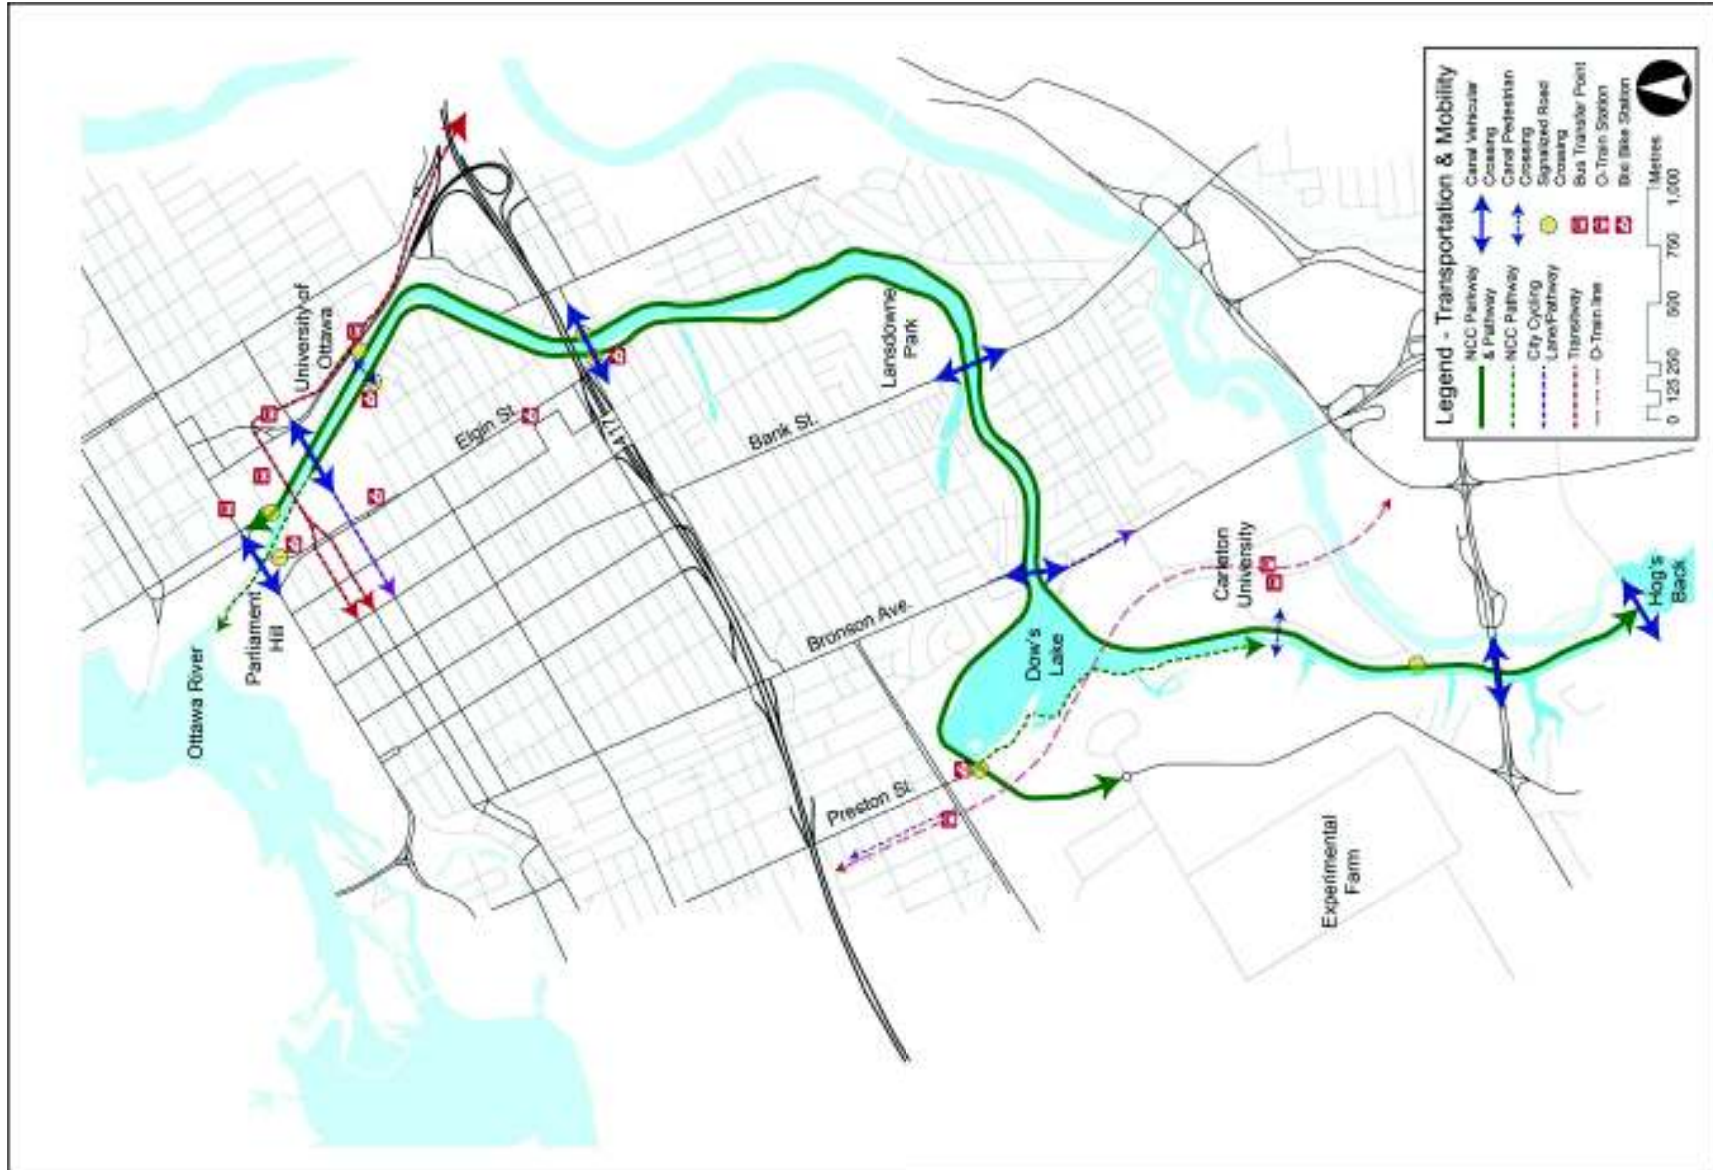 Legend - Transportation & Mobility
NCC Parkway
& Pathway
NCC Pathway
City Cycling
Lane/Pathway
Transitway
O-Train line
Canal Vehicular
Crossing
Canal Pedestrian
Crossing
Signalized Road
Crossing
Bus Transfer Point
O-Train Station
Bixi Bike Station
0 125 250 500 750 1,000
Metres
Ottawa River
Parliament
Hill
University of
Ottawa
Elgin St.
417
Bank St.
Bronson Ave.
Preston St.
Lansdowne
Park
Dow's
Lake
Carleton
University
Experimental
Farm
Hog's
Back